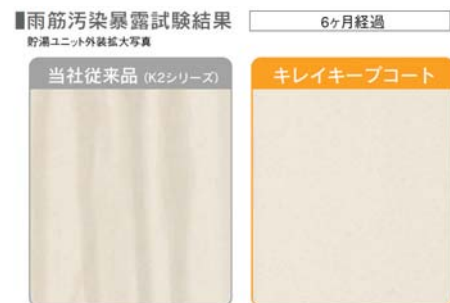 ■雨筋汚染暴露試験結果
6ヶ月経過
貯湯ユニット外装拡大写真
当社従来品 (K2シリーズ)
キレイキープコート